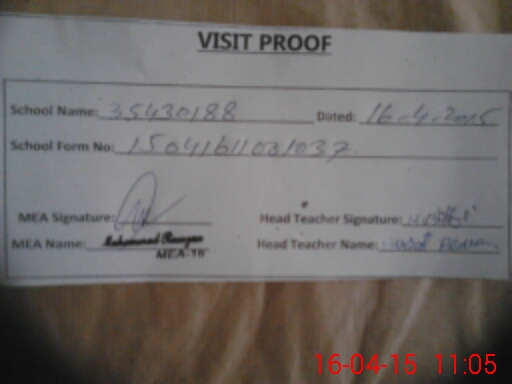 VISIT PROOF
School Name: 35430188 Dated: 16-4-2015
School Form No: 15041611031037
MEA Signature: Head Teacher Signature:
MEA Name: Muhammad Head Teacher Name:
MEA-16
16-04-15 11:05